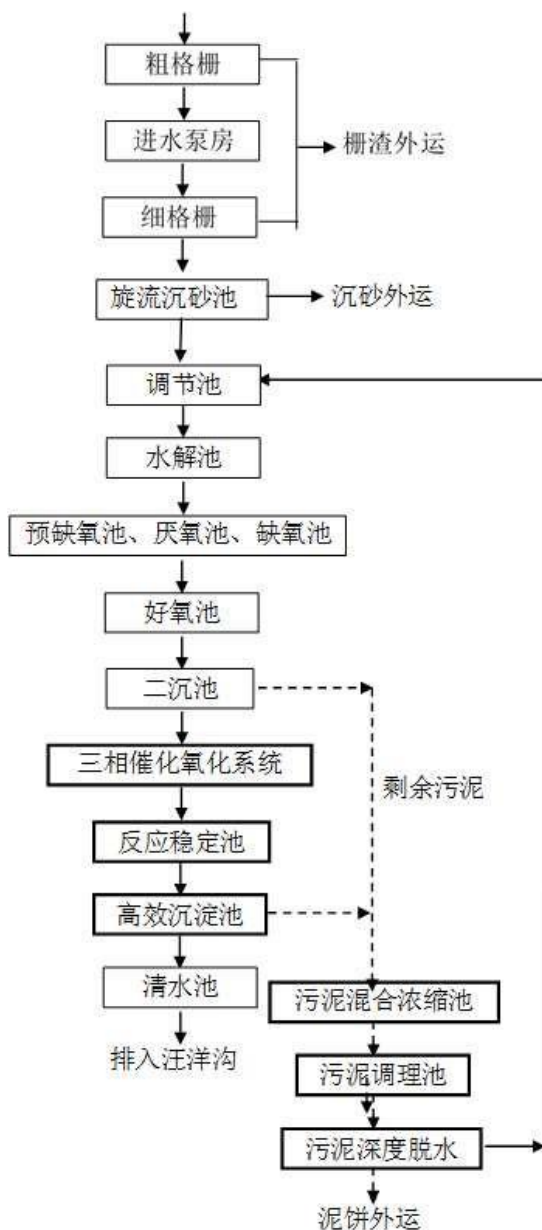 粗格栅
进水泵房
栅渣外运
细格栅
旋流沉砂池
沉砂外运
调节池
水解池
预缺氧池、厌氧池、缺氧池
好氧池
二沉池
三相催化氧化系统
剩余污泥
反应稳定池
高效沉淀池
清水池
污泥混合浓缩池
排入汪洋沟
污泥调理池
污泥深度脱水
泥饼外运